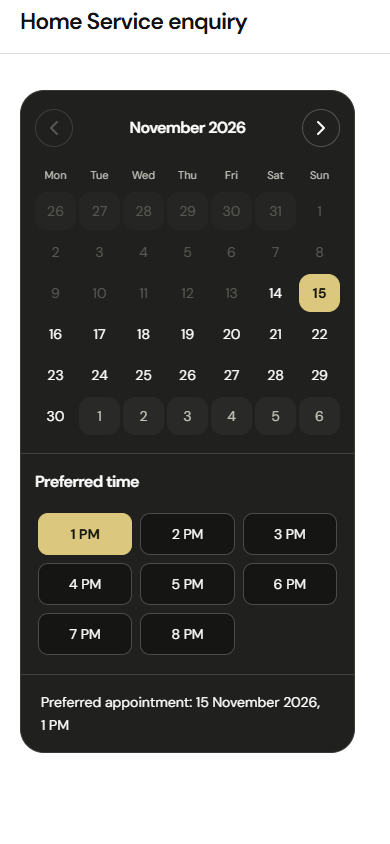 Home Service enquiry
November 2026
Mon Tue Wed Thu Fri Sat Sun
26 27 28 29 30 31 1
2 3 4 5 6 7 8
9 10 11 12 13 14 15
16 17 18 19 20 21 22
23 24 25 26 27 28 29
30 1 2 3 4 5 6
Preferred time
1 PM 2 PM 3 PM
4 PM 5 PM 6 PM
7 PM 8 PM
Preferred appointment: 15 November 2026,
1 PM